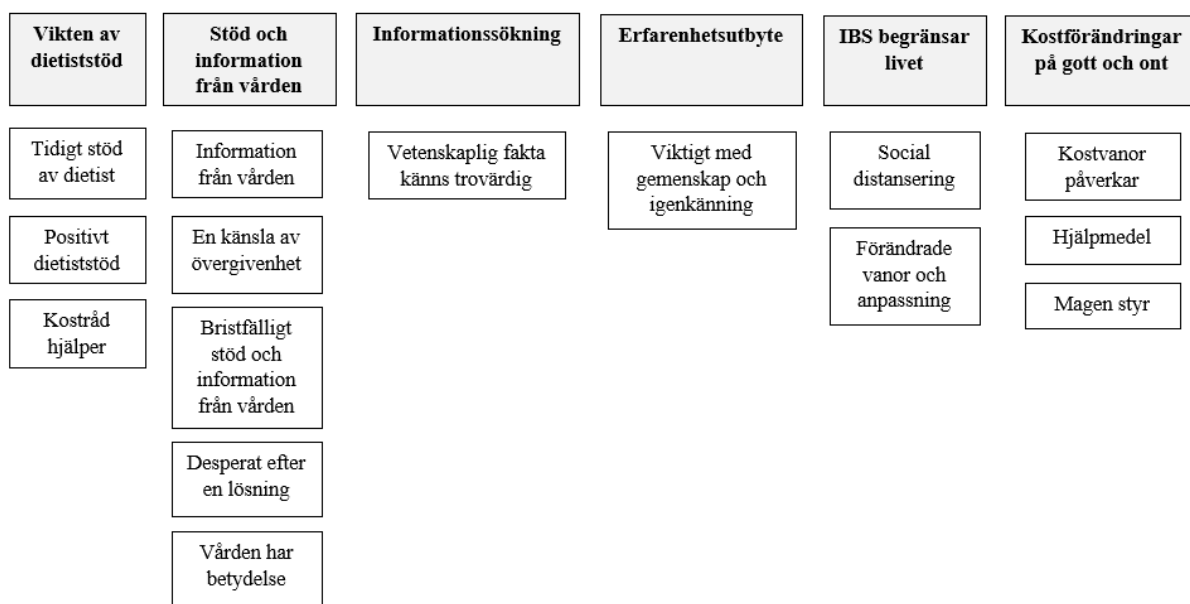 Vikten av
dietiststöd
Tidigt stöd
av dietist
Positivt
dietiststöd
Kostråd
hjälper
Stöd och
information
från vården
Information
från vården
En känsla av
övergivenhet
Bristfälligt
stöd och
information
från vården
Desperat efter
en lösning
Vården har
betydelse
Informationssökning
Vetenskaplig fakta
känns trovärdig
Erfarenhetsutbyte
Viktigt med
gemenskap och
igenkänning
IBS begränsar
livet
Social
distansering
Förändrade
vanor och
anpassning
Kostförändringar
på gott och ont
Kostvanor
påverkar
Hjälpmedel
Magen styr